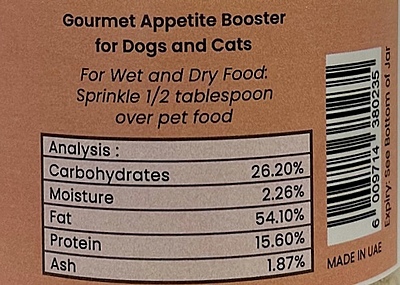 Gourmet Appetite Booster
for Dogs and Cats
For Wet and Dry Food:
Sprinkle 1/2 tablespoon
over pet food
Analysis :
Carbohydrates 26.20%
Moisture 2.26%
Fat 54.10%
Protein 15.60%
Ash 1.87%
6 009714 380235
Expiry: See Bottom of Jar
MADE IN UAE